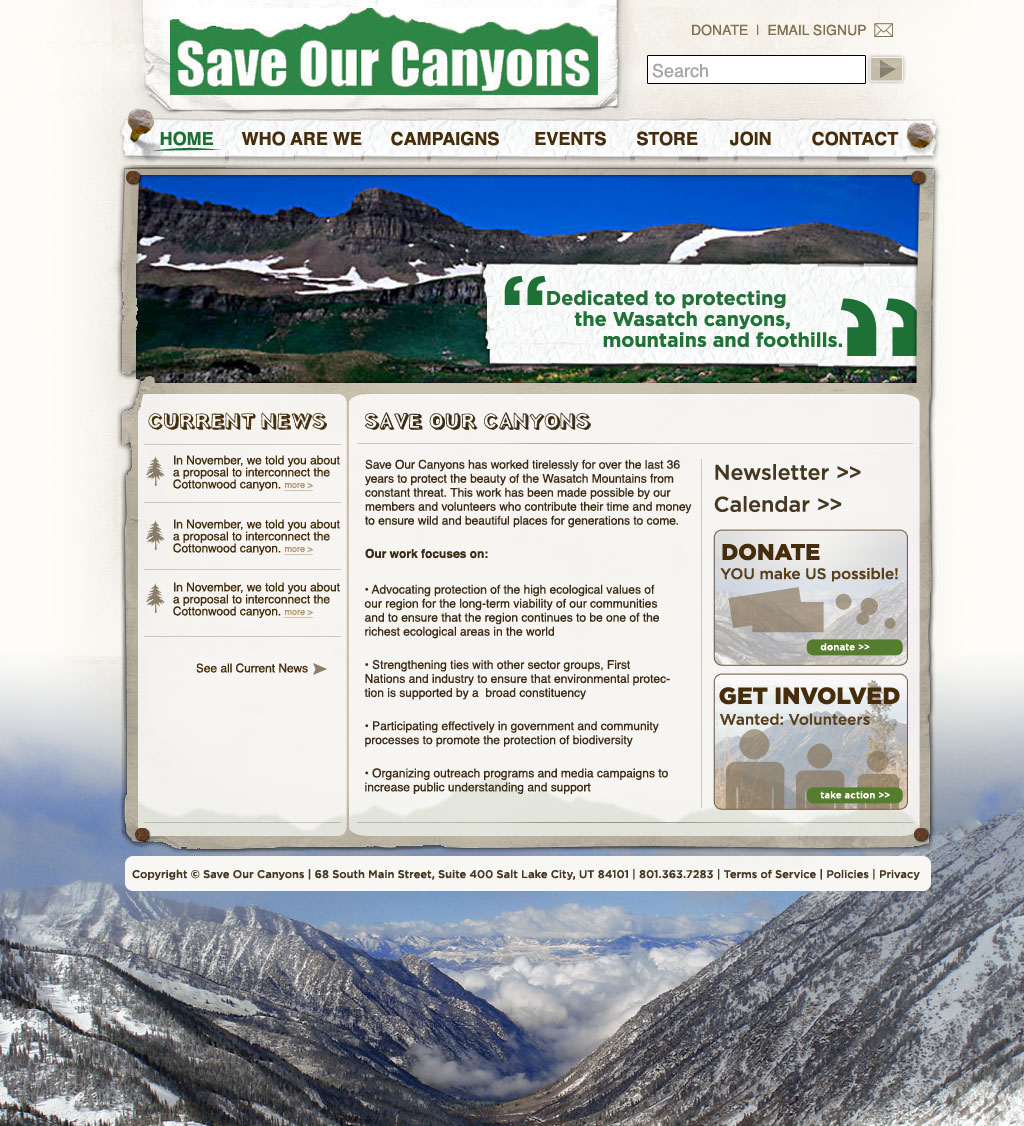 Save Our Canyons
DONATE | EMAIL SIGNUP
Search
HOME WHO ARE WE CAMPAIGNS EVENTS STORE JOIN CONTACT
“Dedicated to protecting
the Wasatch canyons,
mountains and foothills.”
CURRENT NEWS
In November, we told you about
a proposal to interconnect the
Cottonwood canyon. more >
In November, we told you about
a proposal to interconnect the
Cottonwood canyon. more >
In November, we told you about
a proposal to interconnect the
Cottonwood canyon. more >
See all Current News
SAVE OUR CANYONS
Save Our Canyons has worked tirelessly for over the last 36
years to protect the beauty of the Wasatch Mountains from
constant threat. This work has been made possible by our
members and volunteers who contribute their time and money
to ensure wild and beautiful places for generations to come.
Our work focuses on:
• Advocating protection of the high ecological values of
our region for the long-term viability of our communities
and to ensure that the region continues to be one of the
richest ecological areas in the world
• Strengthening ties with other sector groups, First
Nations and industry to ensure that environmental protec-
tion is supported by a  broad constituency
• Participating effectively in government and community
processes to promote the protection of biodiversity
• Organizing outreach programs and media campaigns to
increase public understanding and support
Newsletter >>
Calendar >>
DONATE
YOU make US possible!
donate >>
GET INVOLVED
Wanted: Volunteers
take action >>
Copyright © Save Our Canyons | 68 South Main Street, Suite 400 Salt Lake City, UT 84101 | 801.363.7283 | Terms of Service | Policies | Privacy